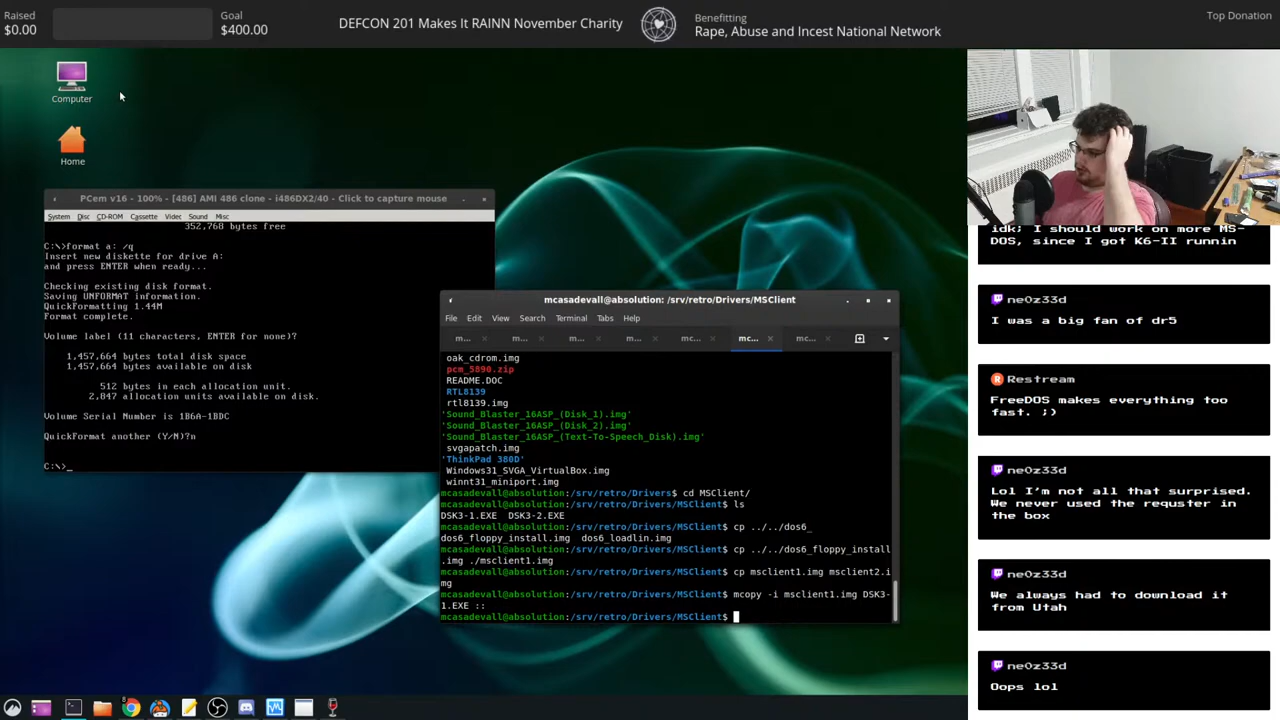 Raised
$0.00
Goal
$400.00
DEFCON 201 Makes It RAINN November Charity
Benefitting
Rape, Abuse and Incest National Network
Top Donation
Computer
Home
PCem v16 - 100% - [486] AMI 486 clone - i486DX2/40 - Click to capture mouse
System Disc CD-ROM Cassette Video Sound Misc
352,768 bytes free
C:\>format a: /q
Insert new diskette for drive A:
and press ENTER when ready...
Checking existing disk format.
Saving UNFORMAT information.
QuickFormatting 1.44M
Format complete.
Volume label (11 characters, ENTER for none)?
1,457,664 bytes total disk space
1,457,664 bytes available on disk
512 bytes in each allocation unit.
2,847 allocation units available on disk.
Volume Serial Number is 1B6A-1BDC
QuickFormat another (Y/N)?n
C:\>_
mcasadevall@absolution: /srv/retro/Drivers/MSClient
File Edit View Search Terminal Tabs Help
m... m... m... m... mc... mc... mc...
oak_cdrom.img
pcm_5890.zip
README.DOC
RTL8139
rtl8139.img
'Sound_Blaster_16ASP_(Disk_1).img'
'Sound_Blaster_16ASP_(Disk_2).img'
'Sound_Blaster_16ASP_(Text-To-Speech_Disk).img'
svgapatch.img
'ThinkPad 380D'
Windows31_SVGA_VirtualBox.img
winnt31_miniport.img
mcasadevall@absolution:/srv/retro/Drivers$ cd MSClient/
mcasadevall@absolution:/srv/retro/Drivers/MSClient$ ls
DSK3-1.EXE DSK3-2.EXE
mcasadevall@absolution:/srv/retro/Drivers/MSClient$ cp ../../dos6_
dos6_floppy_install.img dos6_loadlin.img
mcasadevall@absolution:/srv/retro/Drivers/MSClient$ cp ../../dos6_floppy_install
.img ./msclient1.img
mcasadevall@absolution:/srv/retro/Drivers/MSClient$ cp msclient1.img msclient2.i
mg
mcasadevall@absolution:/srv/retro/Drivers/MSClient$ mcopy -i msclient1.img DSK3-
1.EXE ::
mcasadevall@absolution:/srv/retro/Drivers/MSClient$
idk; I should work on more MS-
DOS, since I got K6-II runnin
ne0z33d
I was a big fan of dr5
Restream
FreeDOS makes everything too
fast. ;)
ne0z33d
Lol I'm not all that surprised.
We never used the requster in
the box
ne0z33d
We always had to download it
from Utah
ne0z33d
Oops lol